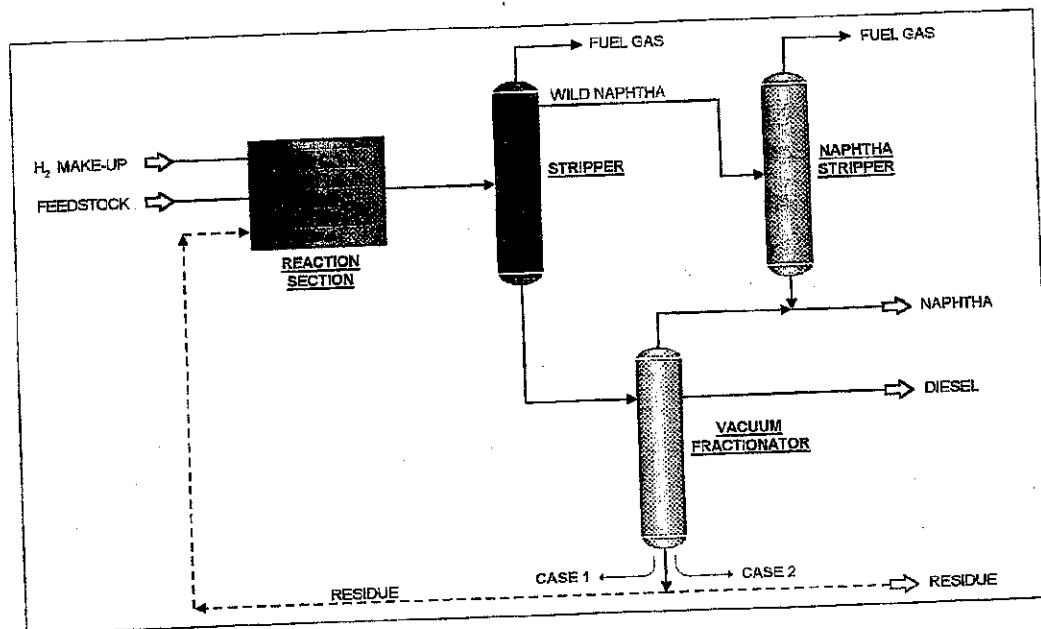 FUEL GAS
FUEL GAS
WILD NAPHTHA
H₂ MAKE-UP
STRIPPER
NAPHTHA
STRIPPER
FEEDSTOCK
REACTION
SECTION
NAPHTHA
DIESEL
VACUUM
FRACTIONATOR
CASE 1
CASE 2
RESIDUE
RESIDUE